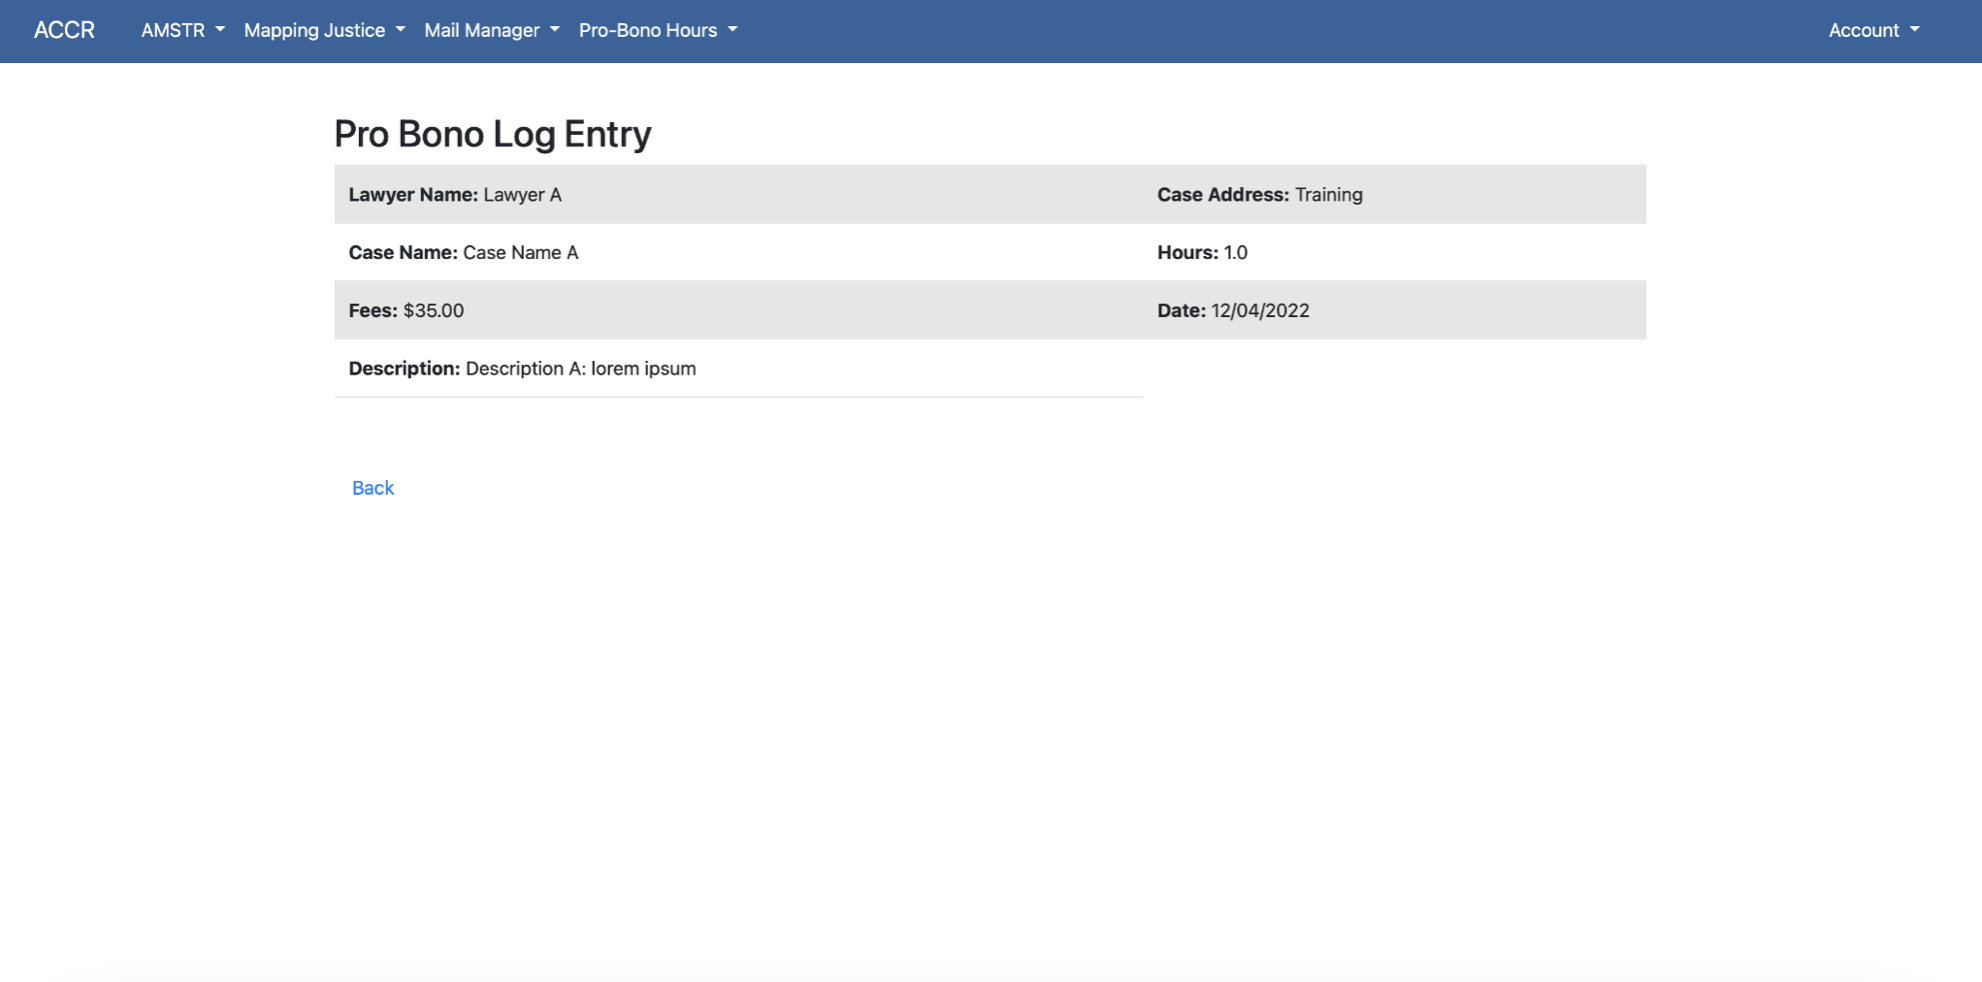 ACCR AMSTR Mapping Justice Mail Manager Pro-Bono Hours Account
Pro Bono Log Entry
Lawyer Name: Lawyer A Case Address: Training
Case Name: Case Name A Hours: 1.0
Fees: $35.00 Date: 12/04/2022
Description: Description A: lorem ipsum
Back